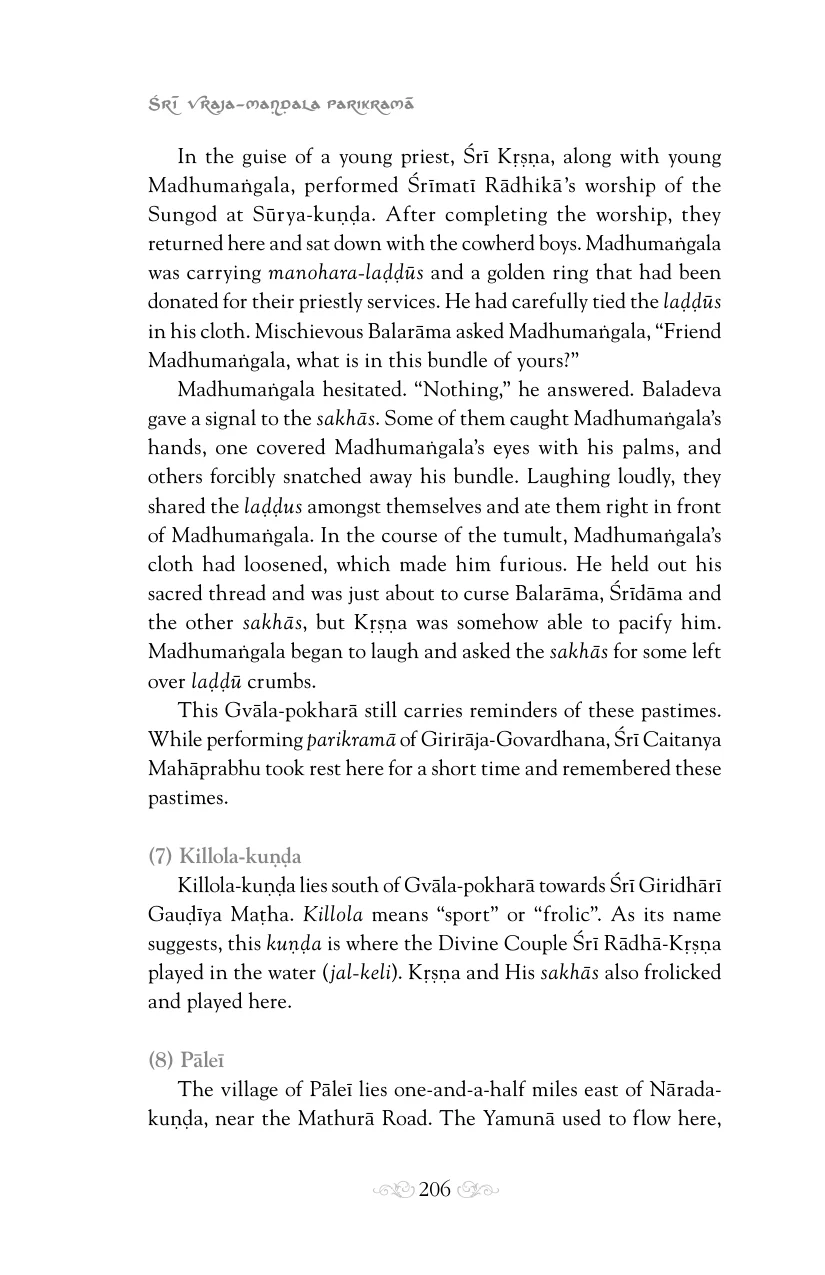 Śrī Vraja-maṇḍala Parikramā
In the guise of a young priest, Śrī Kṛṣṇa, along with young
Madhumaṅgala, performed Śrīmatī Rādhikā’s worship of the
Sungod at Sūrya-kuṇḍa. After completing the worship, they
returned here and sat down with the cowherd boys. Madhumaṅgala
was carrying manohara-laḍḍūs and a golden ring that had been
donated for their priestly services. He had carefully tied the laḍḍūs
in his cloth. Mischievous Balarāma asked Madhumaṅgala, “Friend
Madhumaṅgala, what is in this bundle of yours?”
Madhumaṅgala hesitated. “Nothing,” he answered. Baladeva
gave a signal to the sakhās. Some of them caught Madhumaṅgala’s
hands, one covered Madhumaṅgala’s eyes with his palms, and
others forcibly snatched away his bundle. Laughing loudly, they
shared the laḍḍus amongst themselves and ate them right in front
of Madhumaṅgala. In the course of the tumult, Madhumaṅgala’s
cloth had loosened, which made him furious. He held out his
sacred thread and was just about to curse Balarāma, Śrīdāma and
the other sakhās, but Kṛṣṇa was somehow able to pacify him.
Madhumaṅgala began to laugh and asked the sakhās for some left
over laḍḍū crumbs.
This Gvāla-pokharā still carries reminders of these pastimes.
While performing parikramā of Girirāja-Govardhana, Śrī Caitanya
Mahāprabhu took rest here for a short time and remembered these
pastimes.
(7) Killola-kuṇḍa
Killola-kuṇḍa lies south of Gvāla-pokharā towards Śrī Giridhārī
Gauḍīya Maṭha. Killola means “sport” or “frolic”. As its name
suggests, this kuṇḍa is where the Divine Couple Śrī Rādhā-Kṛṣṇa
played in the water (jal-keli). Kṛṣṇa and His sakhās also frolicked
and played here.
(8) Pāleī
The village of Pāleī lies one-and-a-half miles east of Nārada-
kuṇḍa, near the Mathurā Road. The Yamunā used to flow here,
206